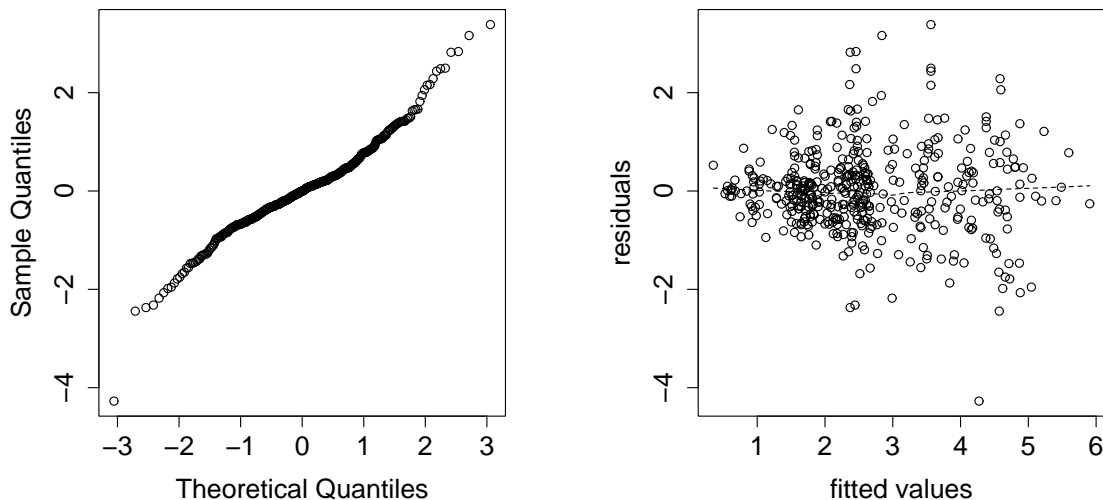 Sample Quantiles
2
0
−2
−4
−3 −2 −1 0 1 2 3
Theoretical Quantiles
residuals
2
0
−2
−4
1 2 3 4 5 6
fitted values